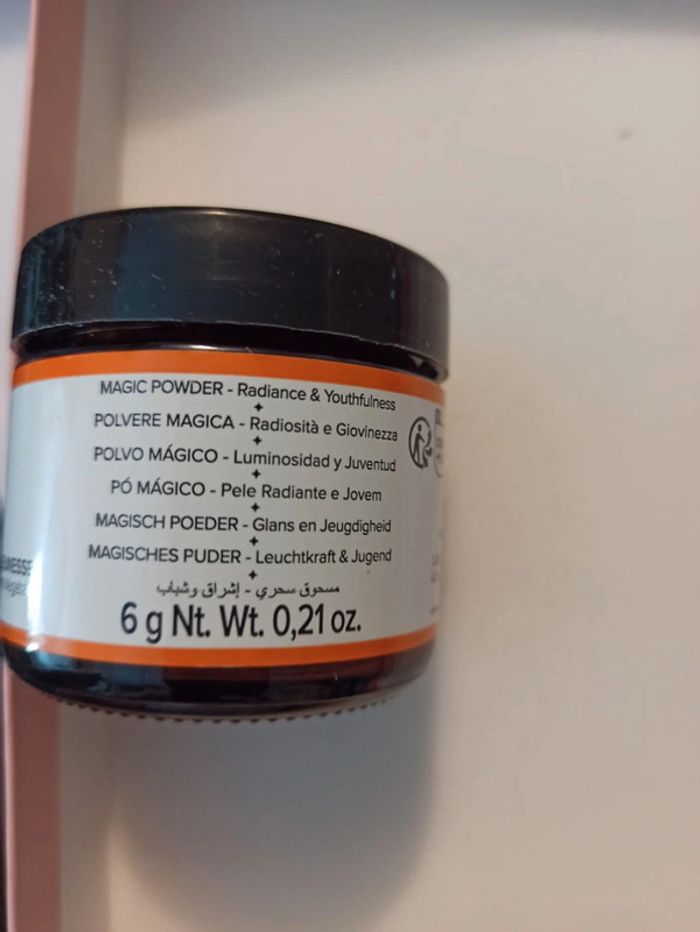 MAGIC POWDER - Radiance & Youthfulness
POLVERE MAGICA - Radiosità e Giovinezza
POLVO MÁGICO - Luminosidad y Juventud
PÓ MÁGICO - Pele Radiante e Jovem
MAGISCH POEDER - Glans en Jeugdigheid
MAGISCHES PUDER - Leuchtkraft & Jugend
مسحوق سحري - إشراق وشباب
6 g Nt. Wt. 0,21 oz.